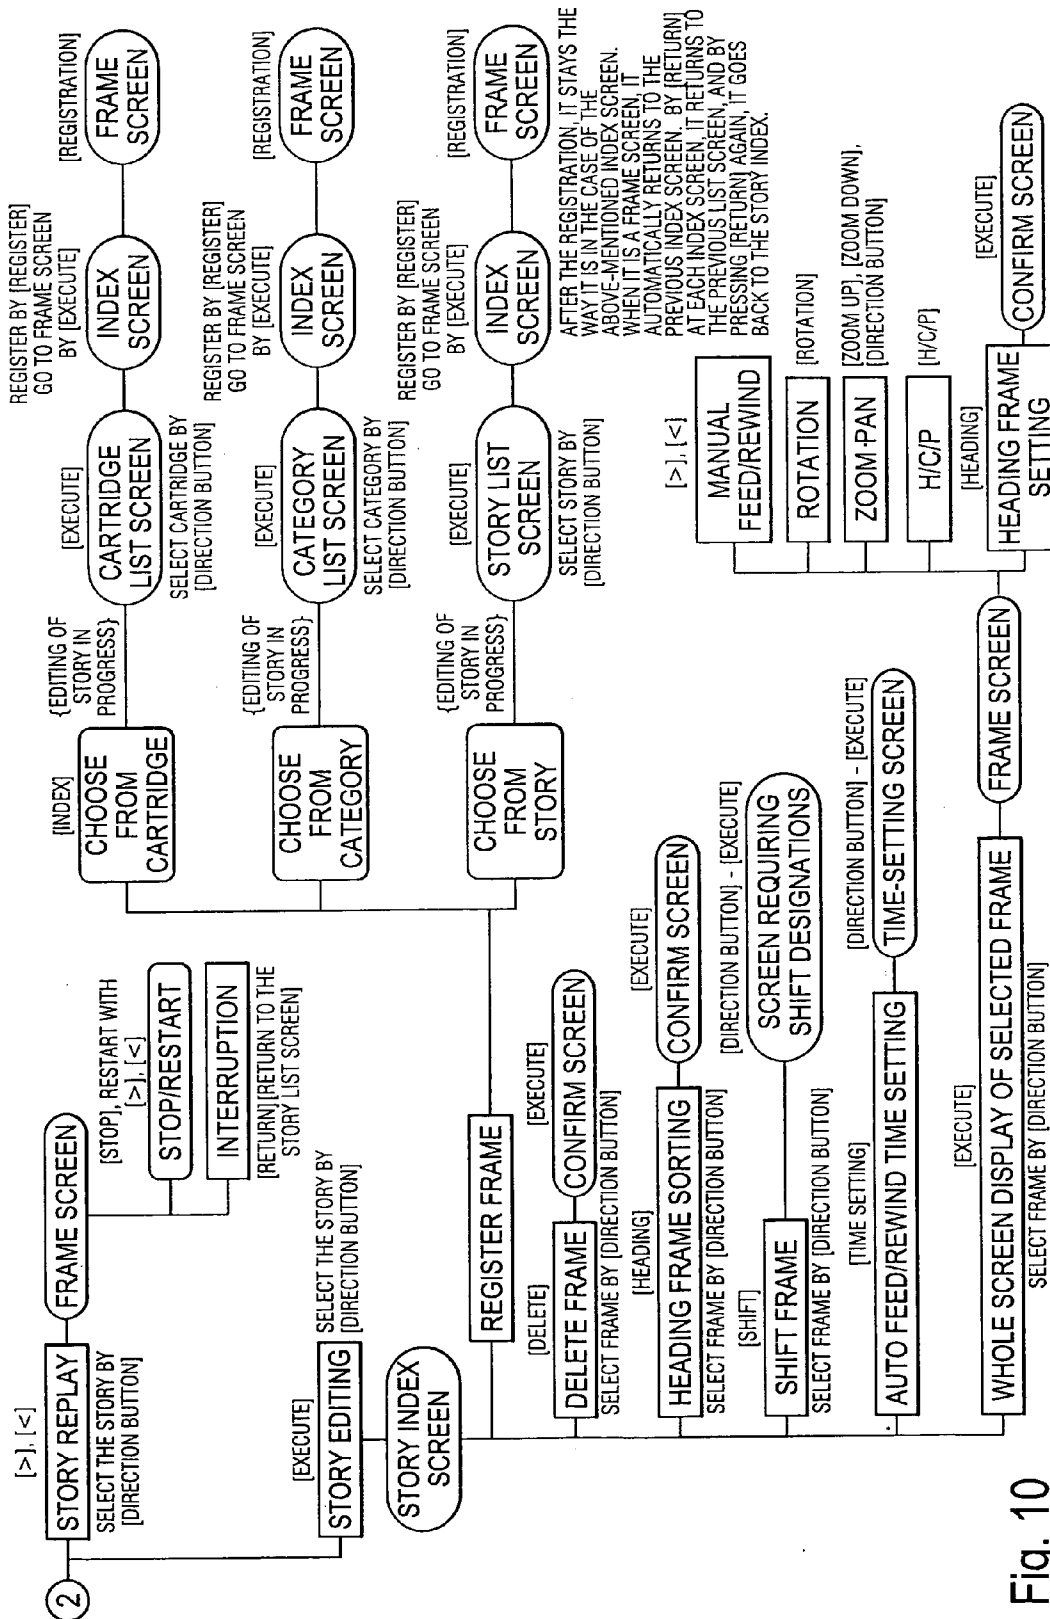 2
[>], [<]
STORY REPLAY
SELECT THE STORY BY
[DIRECTION BUTTON]
FRAME SCREEN
[STOP], RESTART WITH
[>], [<]
STOP/RESTART
INTERRUPTION
[RETURN] [RETURN TO THE
STORY LIST SCREEN]
[EXECUTE]
STORY EDITING
SELECT THE STORY BY
[DIRECTION BUTTON]
STORY INDEX
SCREEN
REGISTER FRAME
[INDEX]
CHOOSE
FROM
CARTRIDGE
{EDITING OF
STORY IN
PROGRESS}
[EXECUTE]
CARTRIDGE
LIST SCREEN
SELECT CARTRIDGE BY
[DIRECTION BUTTON]
REGISTER BY [REGISTER]
GO TO FRAME SCREEN
BY [EXECUTE]
INDEX
SCREEN
[REGISTRATION]
FRAME
SCREEN
CHOOSE
FROM
CATEGORY
{EDITING OF
STORY IN
PROGRESS}
[EXECUTE]
CATEGORY
LIST SCREEN
SELECT CATEGORY BY
[DIRECTION BUTTON]
REGISTER BY [REGISTER]
GO TO FRAME SCREEN
BY [EXECUTE]
INDEX
SCREEN
[REGISTRATION]
FRAME
SCREEN
CHOOSE
FROM
STORY
{EDITING OF
STORY IN
PROGRESS}
[EXECUTE]
STORY LIST
SCREEN
SELECT STORY BY
[DIRECTION BUTTON]
REGISTER BY [REGISTER]
GO TO FRAME SCREEN
BY [EXECUTE]
INDEX
SCREEN
[REGISTRATION]
FRAME
SCREEN
AFTER THE REGISTRATION, IT STAYS THE
WAY IT IS IN THE CASE OF THE
ABOVE-MENTIONED INDEX SCREEN.
WHEN IT IS A FRAME SCREEN, IT
AUTOMATICALLY RETURNS TO THE
PREVIOUS INDEX SCREEN. BY [RETURN]
AT EACH INDEX SCREEN, IT RETURNS TO
THE PREVIOUS LIST SCREEN, AND BY
PRESSING [RETURN] AGAIN, IT GOES
BACK TO THE STORY INDEX.
[DELETE]
DELETE FRAME
SELECT FRAME BY [DIRECTION BUTTON]
[EXECUTE]
CONFIRM SCREEN
[HEADING]
HEADING FRAME SORTING
SELECT FRAME BY [DIRECTION BUTTON]
[EXECUTE]
CONFIRM SCREEN
[SHIFT]
SHIFT FRAME
SELECT FRAME BY [DIRECTION BUTTON]
[DIRECTION BUTTON] - [EXECUTE]
SCREEN REQUIRING
SHIFT DESIGNATIONS
[TIME SETTING]
AUTO FEED/REWIND TIME SETTING
[DIRECTION BUTTON] - [EXECUTE]
TIME-SETTING SCREEN
[EXECUTE]
WHOLE SCREEN DISPLAY OF SELECTED FRAME
SELECT FRAME BY [DIRECTION BUTTON]
FRAME SCREEN
[>], [<]
MANUAL
FEED/REWIND
ROTATION
[ROTATION]
ZOOM·PAN
[ZOOM UP], [ZOOM DOWN],
[DIRECTION BUTTON]
H/C/P
[H/C/P]
[HEADING]
HEADING FRAME
SETTING
[EXECUTE]
CONFIRM SCREEN
Fig. 10